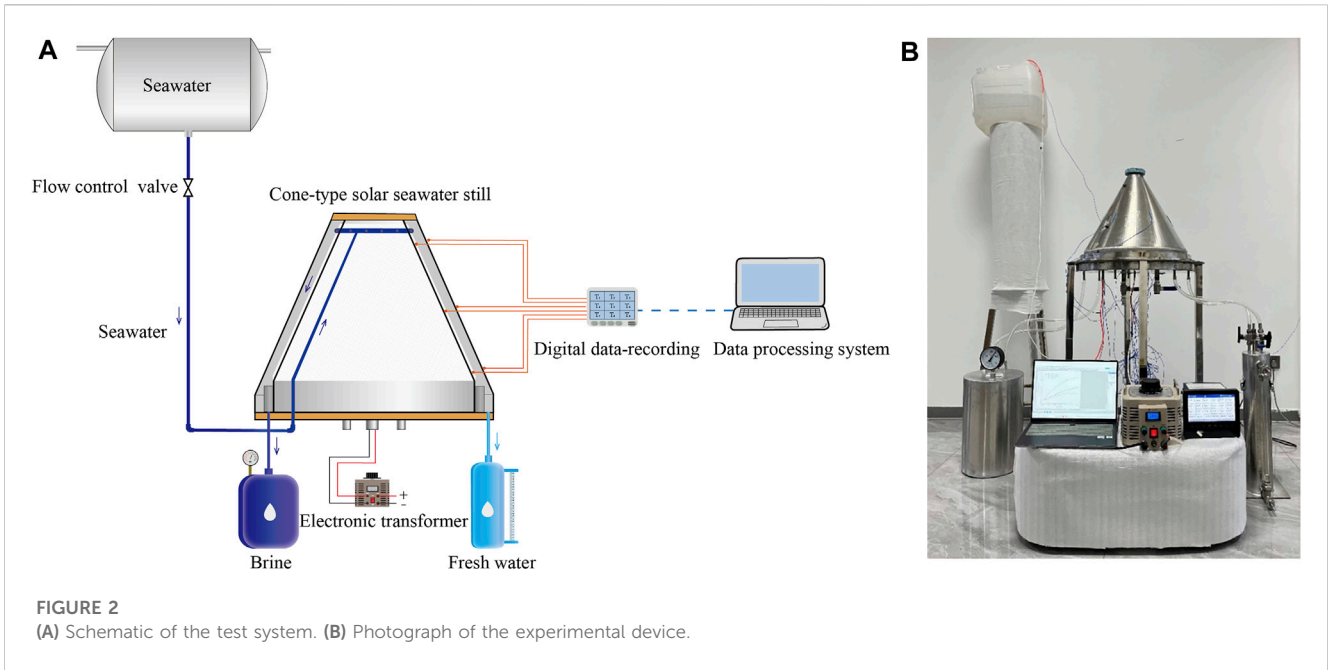 A
B
Seawater
Flow control valve
Cone-type solar seawater still
Seawater
Digital data-recording
Data processing system
+
-
Electronic transformer
Brine
Fresh water
FIGURE 2
(A) Schematic of the test system. (B) Photograph of the experimental device.